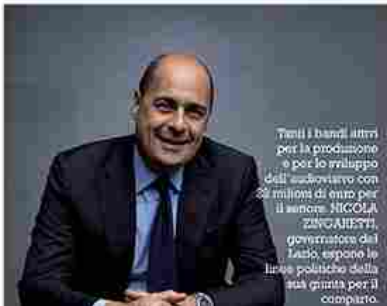 Tanti i bandi attivi
per la produzione
e per lo sviluppo
dell'audiovisivo con
milioni di euro per
il settore. NICOLA
ZINGARETTI,
governatore del
Lazio, espone le
linee politiche della
sua giunta per il
comparto.